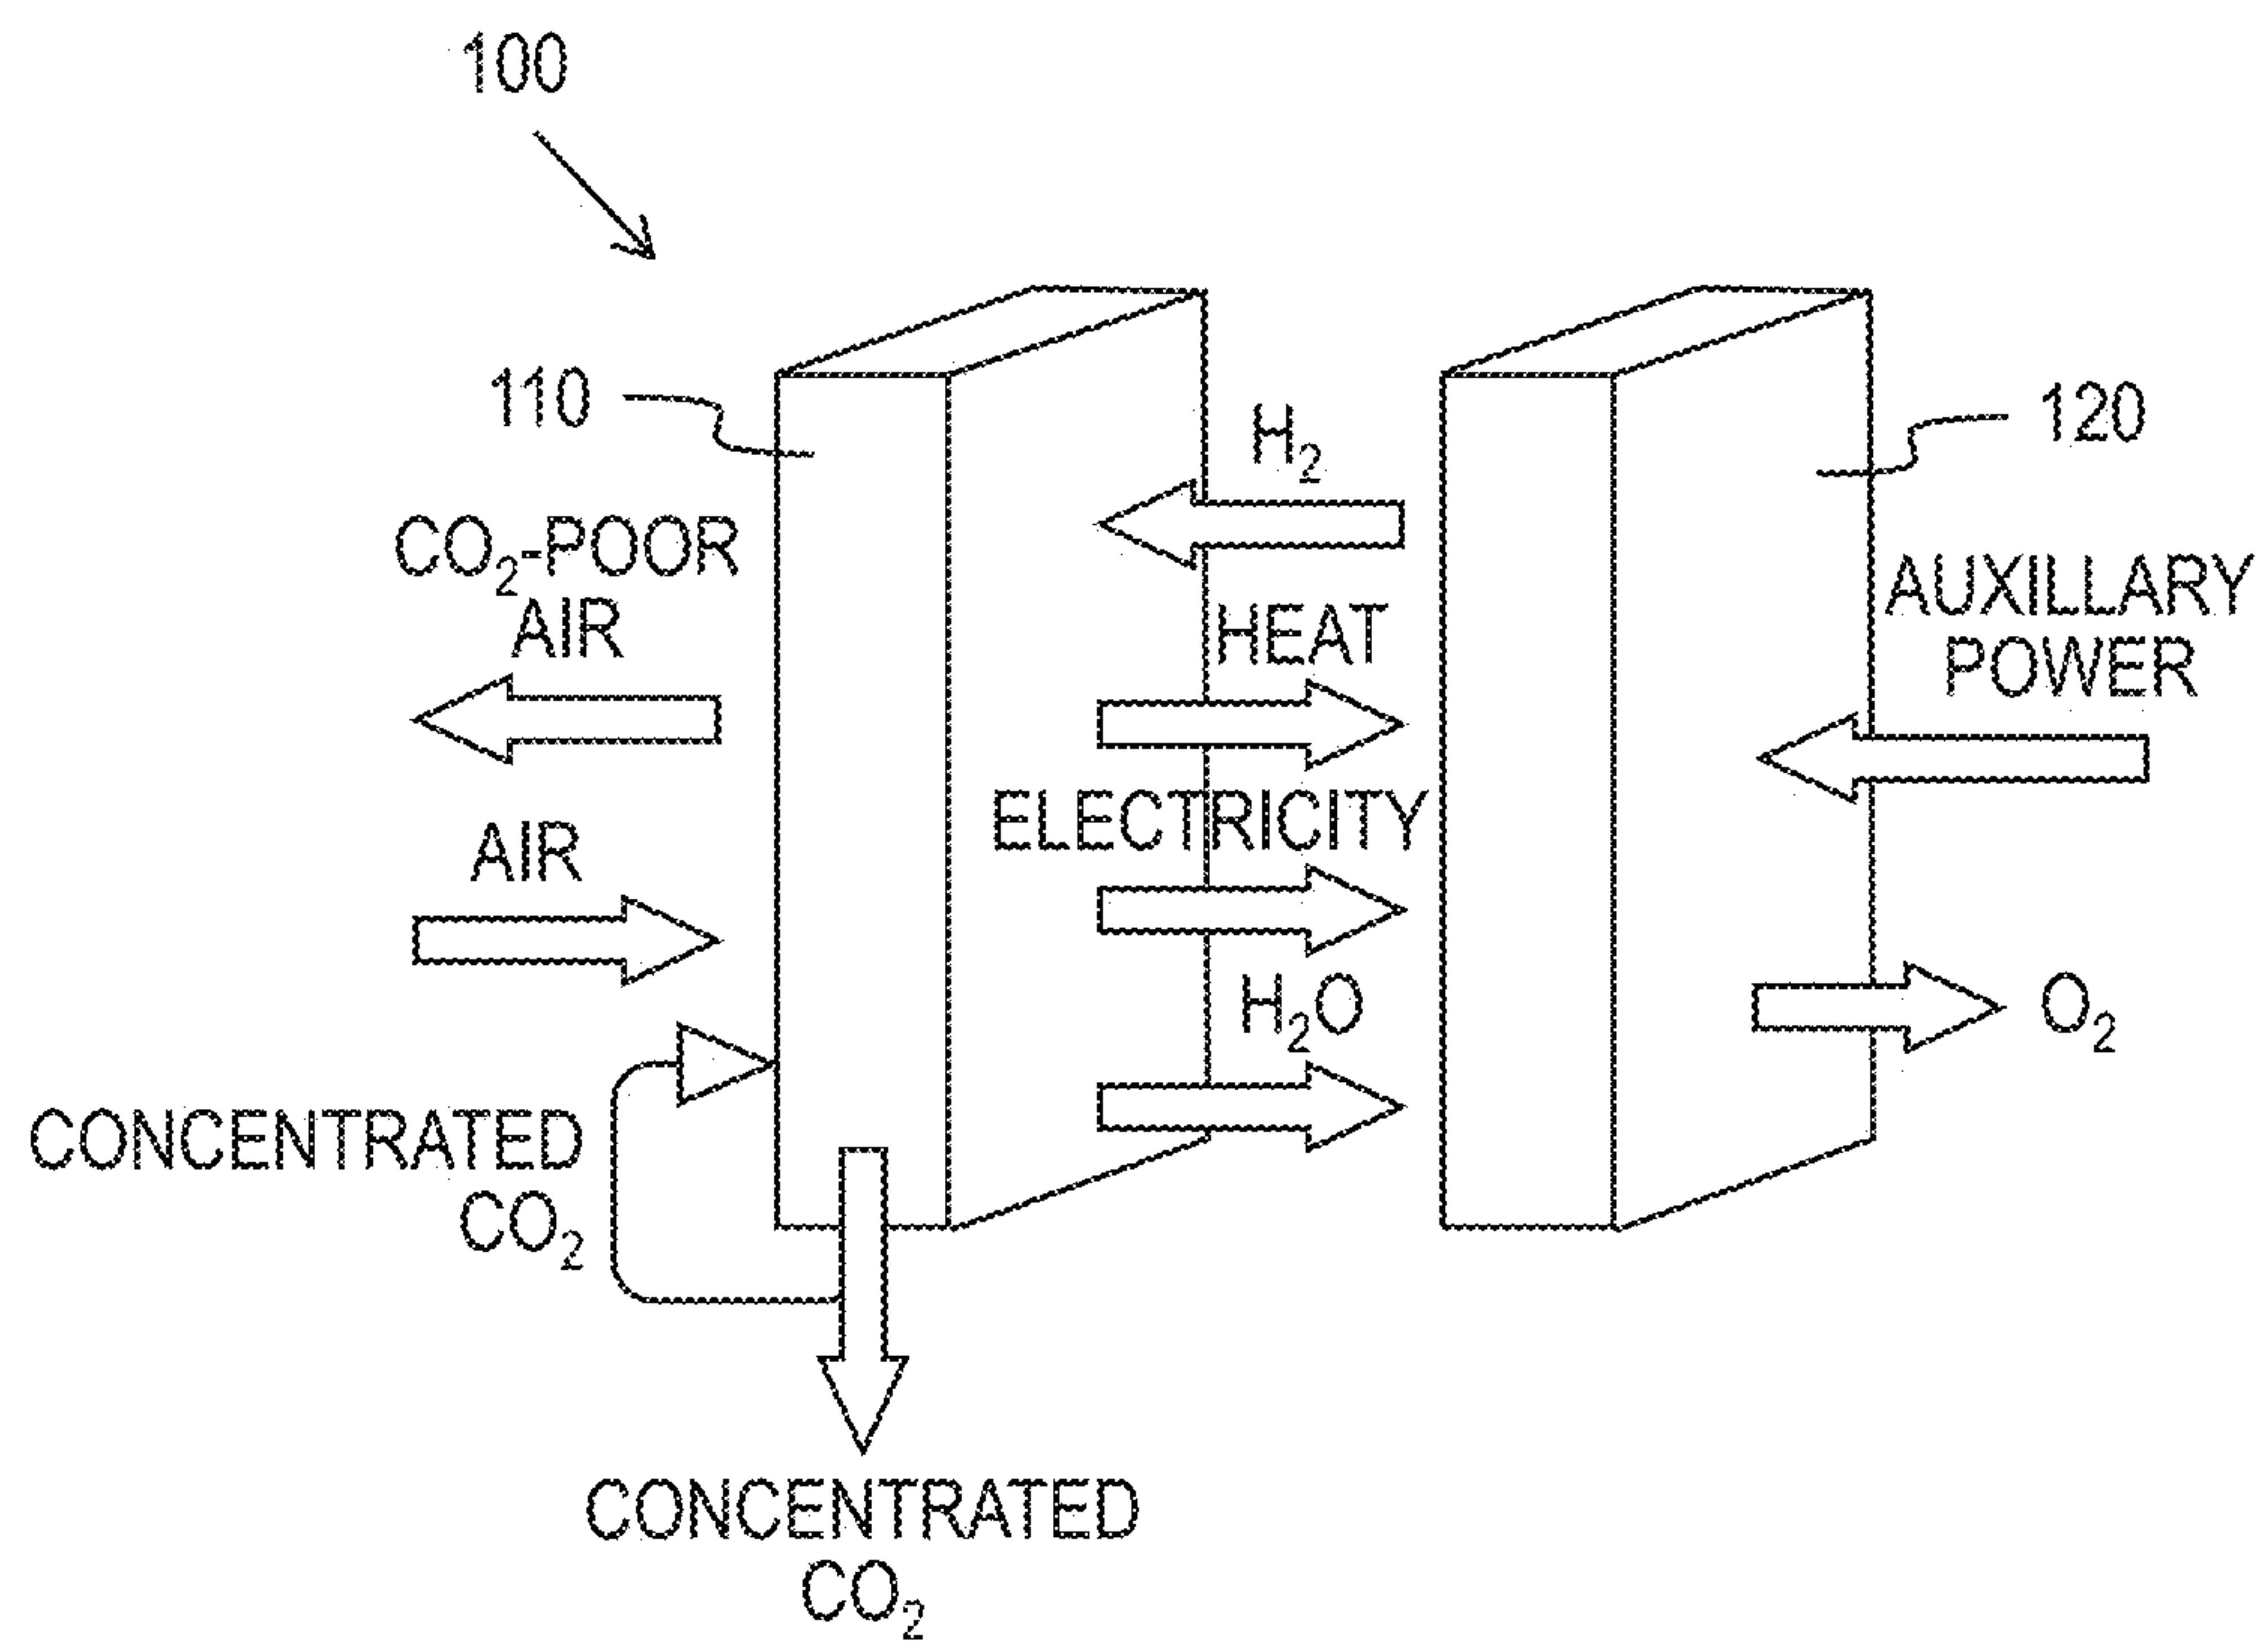 100
110
120
H₂
CO₂-POOR
AIR
HEAT
AUXILLARY
POWER
ELECTRICITY
AIR
H₂O
O₂
CONCENTRATED
CO₂
CONCENTRATED
CO₂